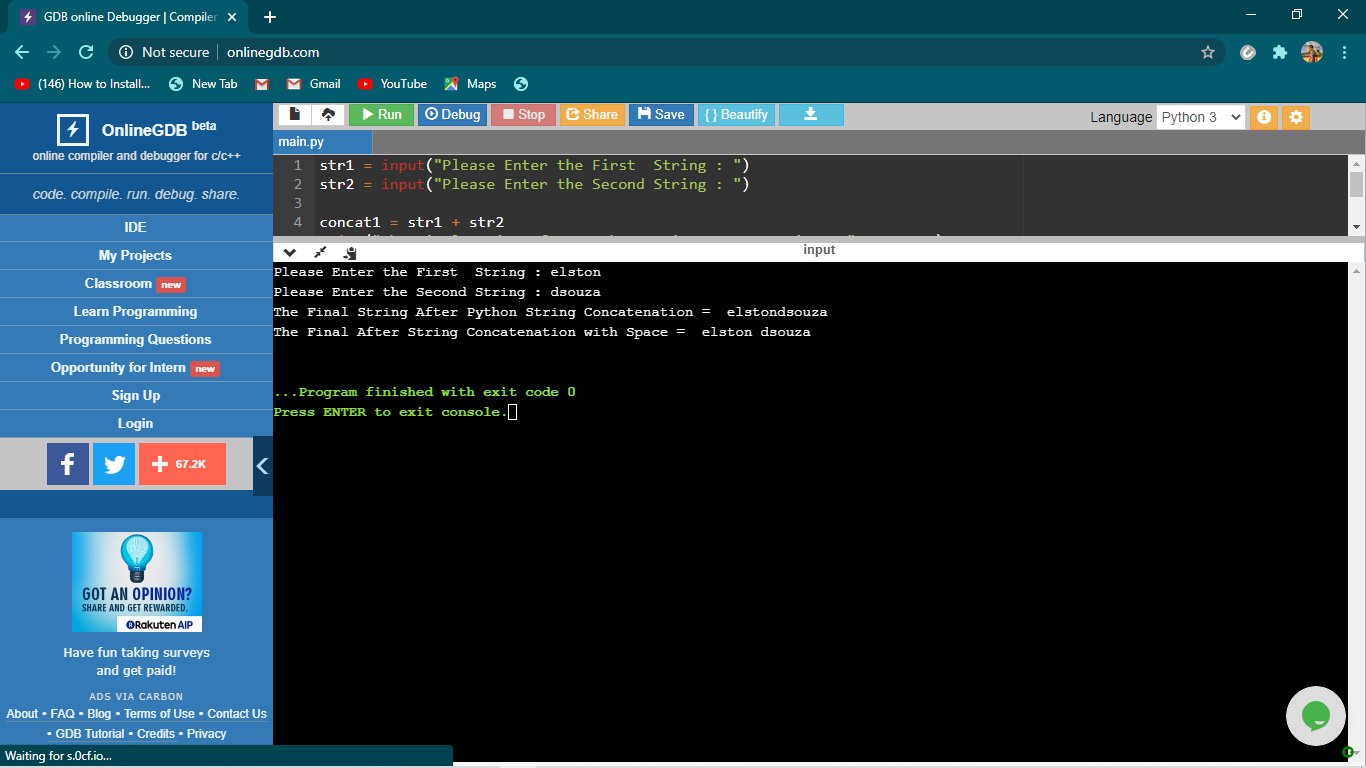 GDB online Debugger | Compiler
Not secure
onlinegdb.com
(146) How to Install...
New Tab
Gmail
YouTube
Maps
OnlineGDB beta
online compiler and debugger for c/c++
code. compile. run. debug. share.
IDE
My Projects
Classroom new
Learn Programming
Programming Questions
Opportunity for Intern new
Sign Up
Login
67.2K
GOT AN OPINION?
SHARE AND GET REWARDED.
Rakuten AIP
Have fun taking surveys
and get paid!
ADS VIA CARBON
About • FAQ • Blog • Terms of Use • Contact Us
• GDB Tutorial • Credits • Privacy
Waiting for s.0cf.io...
Run
Debug
Stop
Share
Save
{ } Beautify
Language Python 3
main.py
1 str1 = input("Please Enter the First  String : ")
2 str2 = input("Please Enter the Second String : ")
3
4 concat1 = str1 + str2
input
Please Enter the First  String : elston
Please Enter the Second String : dsouza
The Final String After Python String Concatenation =  elstondsouza
The Final After String Concatenation with Space =  elston dsouza
...Program finished with exit code 0
Press ENTER to exit console.